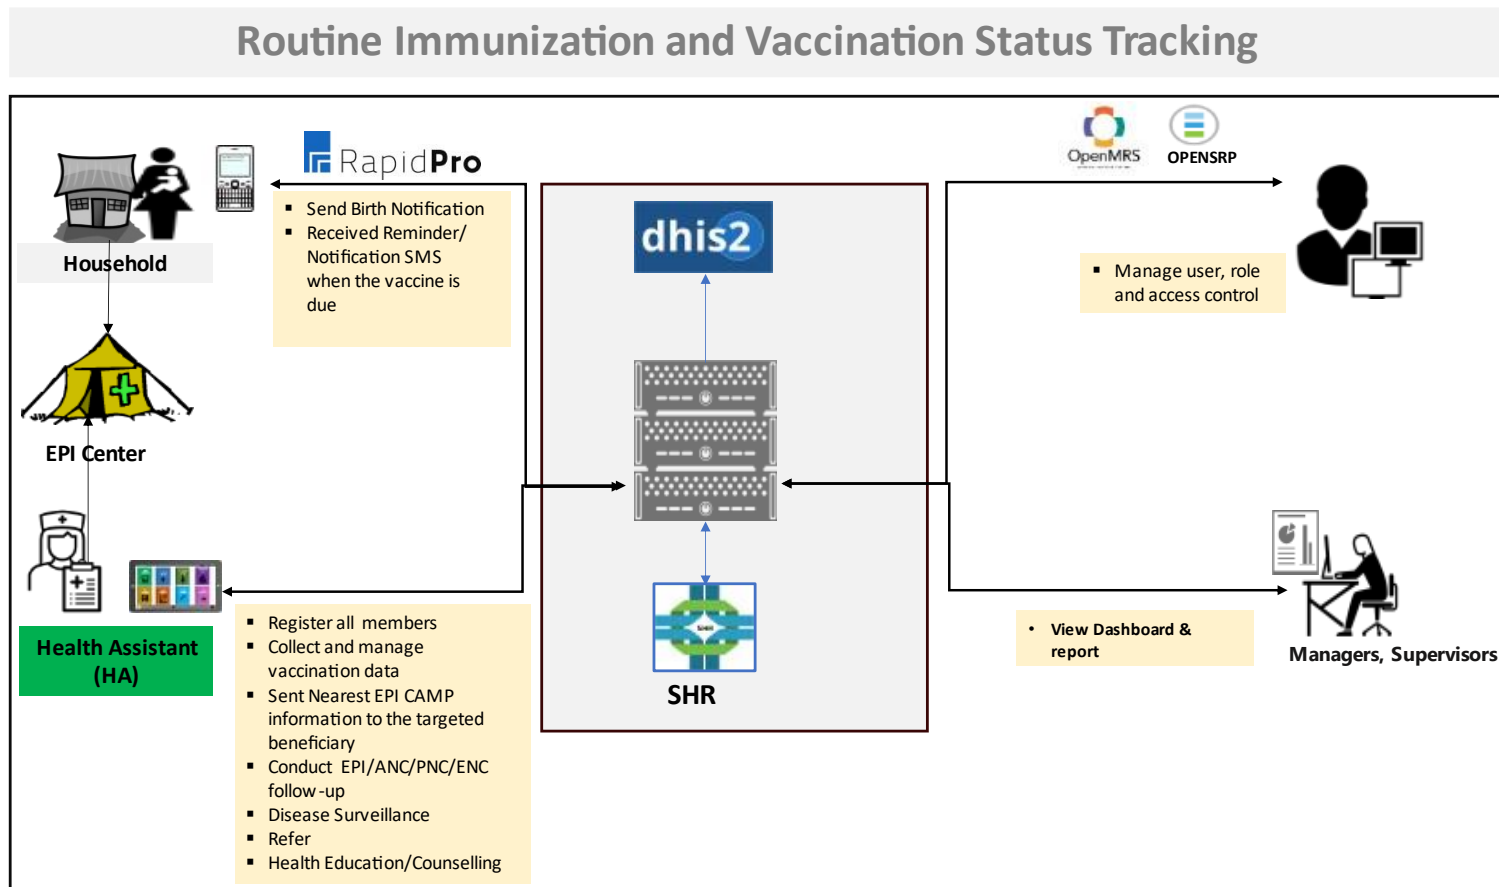 Routine Immunization and Vaccination Status Tracking
RapidPro
OpenMRS
OPENSRP
▪ Send Birth Notification
▪ Received Reminder/
Notification SMS
when the vaccine is
due
Household
dhis2
▪ Manage user, role
and access control
EPI Center
SHR
SHR
Health Assistant
(HA)
▪ Register all members
▪ Collect and manage
vaccination data
▪ Sent Nearest EPI CAMP
information to the targeted
beneficiary
▪ Conduct EPI/ANC/PNC/ENC
follow-up
▪ Disease Surveillance
▪ Refer
▪ Health Education/Counselling
• View Dashboard &
report
Managers, Supervisors